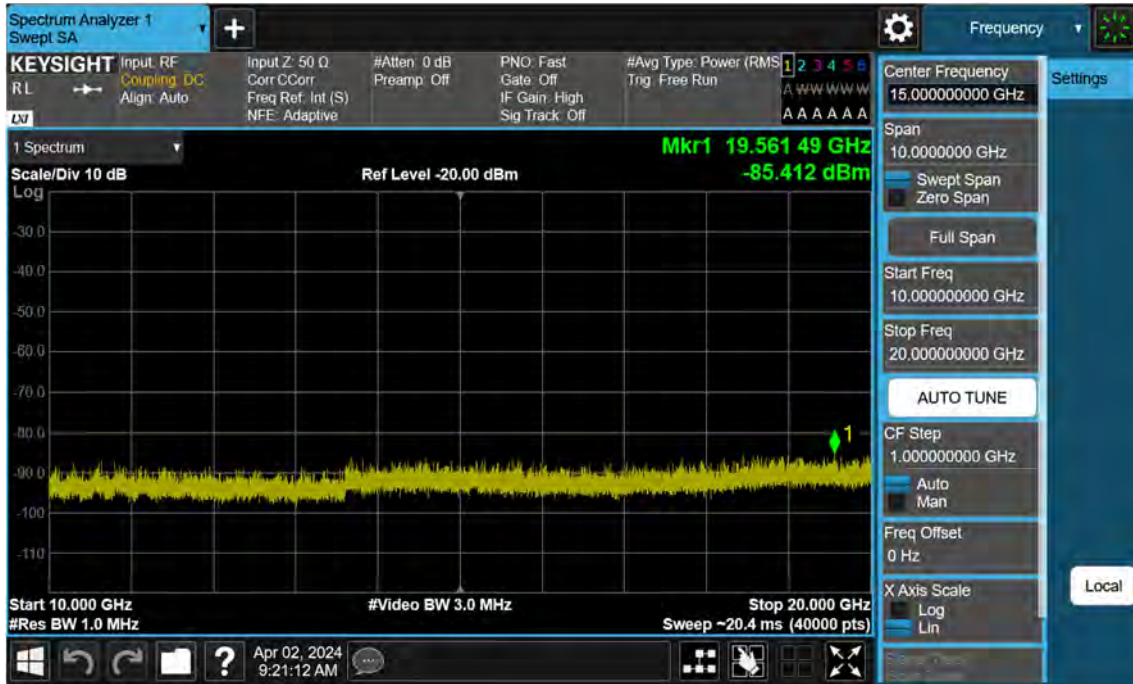 Spectrum Analyzer 1
Swept SA
Frequency
KEYSIGHT
RL
LXI
Input: RF
Coupling: DC
Align: Auto
Input Z: 50 Ω
Corr CCorr
Freq Ref: Int (S)
NFE: Adaptive
#Atten: 0 dB
Preamp: Off
PNO: Fast
Gate: Off
IF Gain: High
Sig Track: Off
#Avg Type: Power (RMS
Trig: Free Run
1 2 3 4 5 6
A W W W W W
A A A A A A
1 Spectrum
Scale/Div 10 dB
Ref Level -20.00 dBm
Mkr1 19.561 49 GHz
-85.412 dBm
Log
-30.0
-40.0
-50.0
-60.0
-70.0
-80.0
-90.0
-100
-110
1
Start 10.000 GHz
#Res BW 1.0 MHz
#Video BW 3.0 MHz
Stop 20.000 GHz
Sweep ~20.4 ms (40000 pts)
Center Frequency
15.000000000 GHz
Span
10.0000000 GHz
Swept Span
Zero Span
Full Span
Start Freq
10.000000000 GHz
Stop Freq
20.000000000 GHz
AUTO TUNE
CF Step
1.000000000 GHz
Auto
Man
Freq Offset
0 Hz
X Axis Scale
Log
Lin
Settings
Local
?
Apr 02, 2024
9:21:12 AM